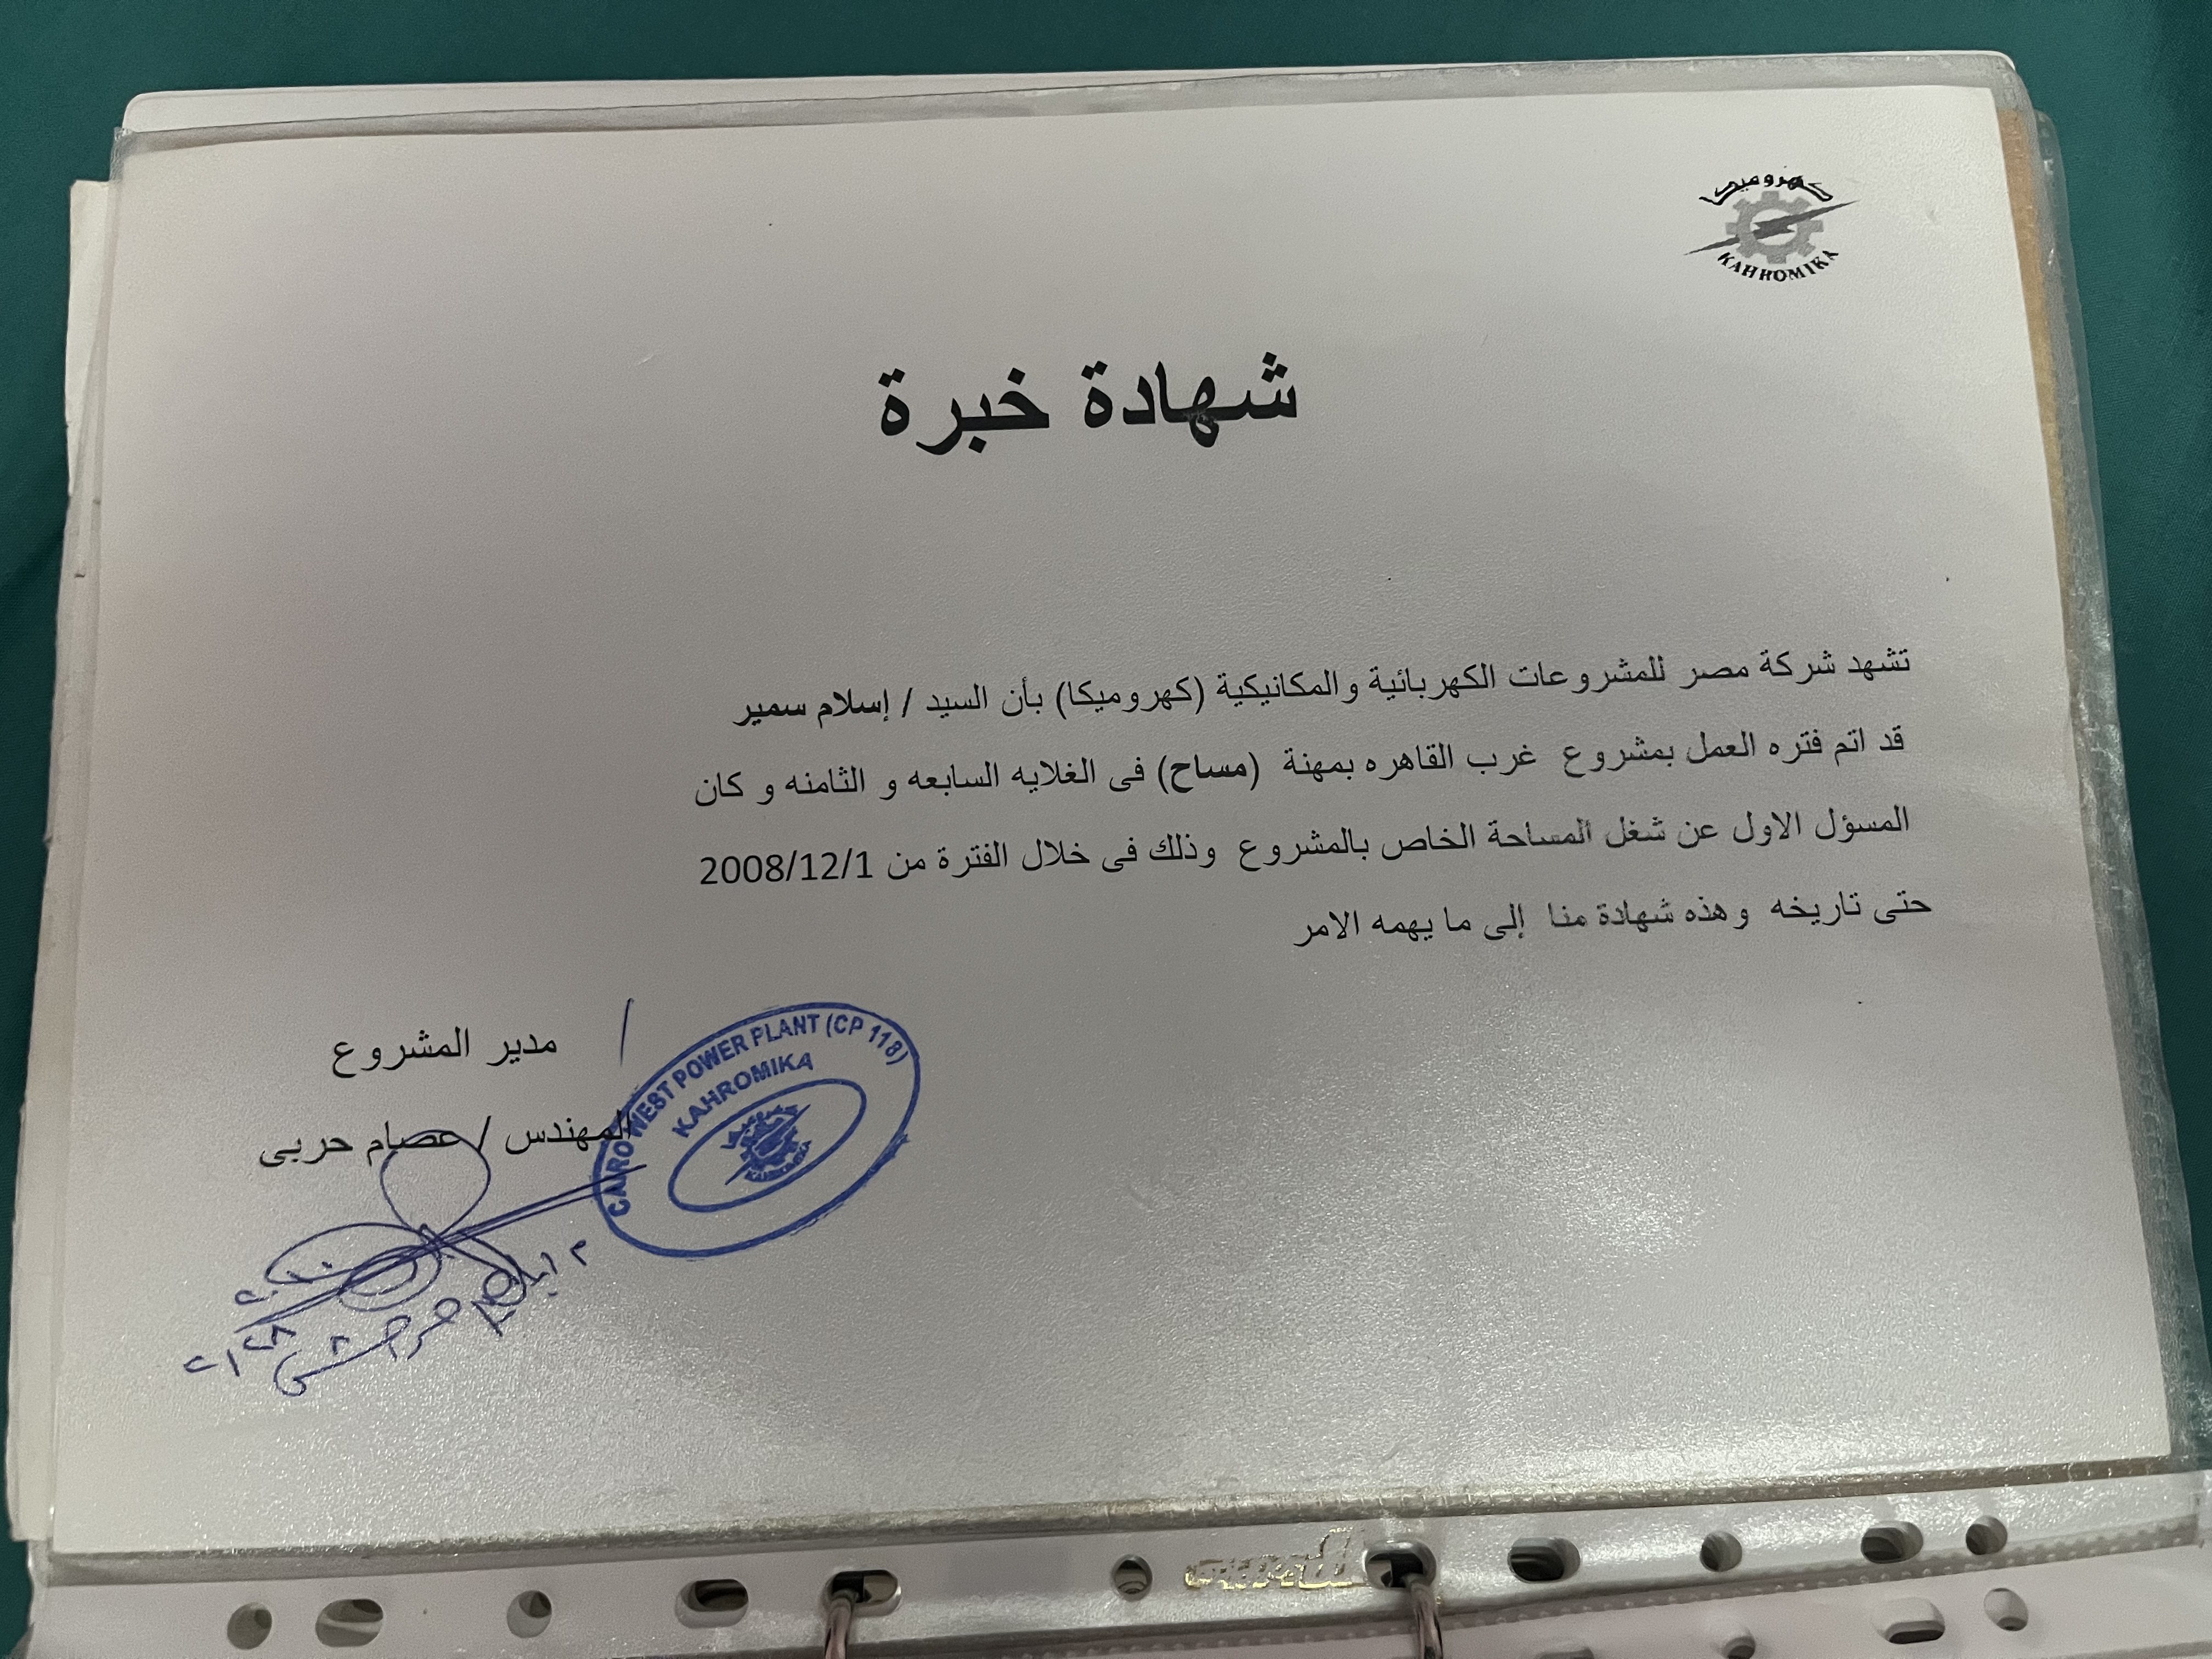 كهروميكا
KAHROMIKA
شهادة خبرة
تشهد شركة مصر للمشروعات الكهربائية والمكانيكية (كهروميكا) بأن السيد / إسلام سمير
قد اتم فتره العمل بمشروع غرب القاهره بمهنة (مساح) فى الغلايه السابعه و الثامنه و كان
المسؤل الاول عن شغل المساحة الخاص بالمشروع وذلك فى خلال الفترة من 2008/12/1
حتى تاريخه وهذه شهادة منا إلى ما يهمه الامر
مدير المشروع
المهندس / عصام حربى
CAIRO WEST POWER PLANT (CP 118)
KAHROMIKA